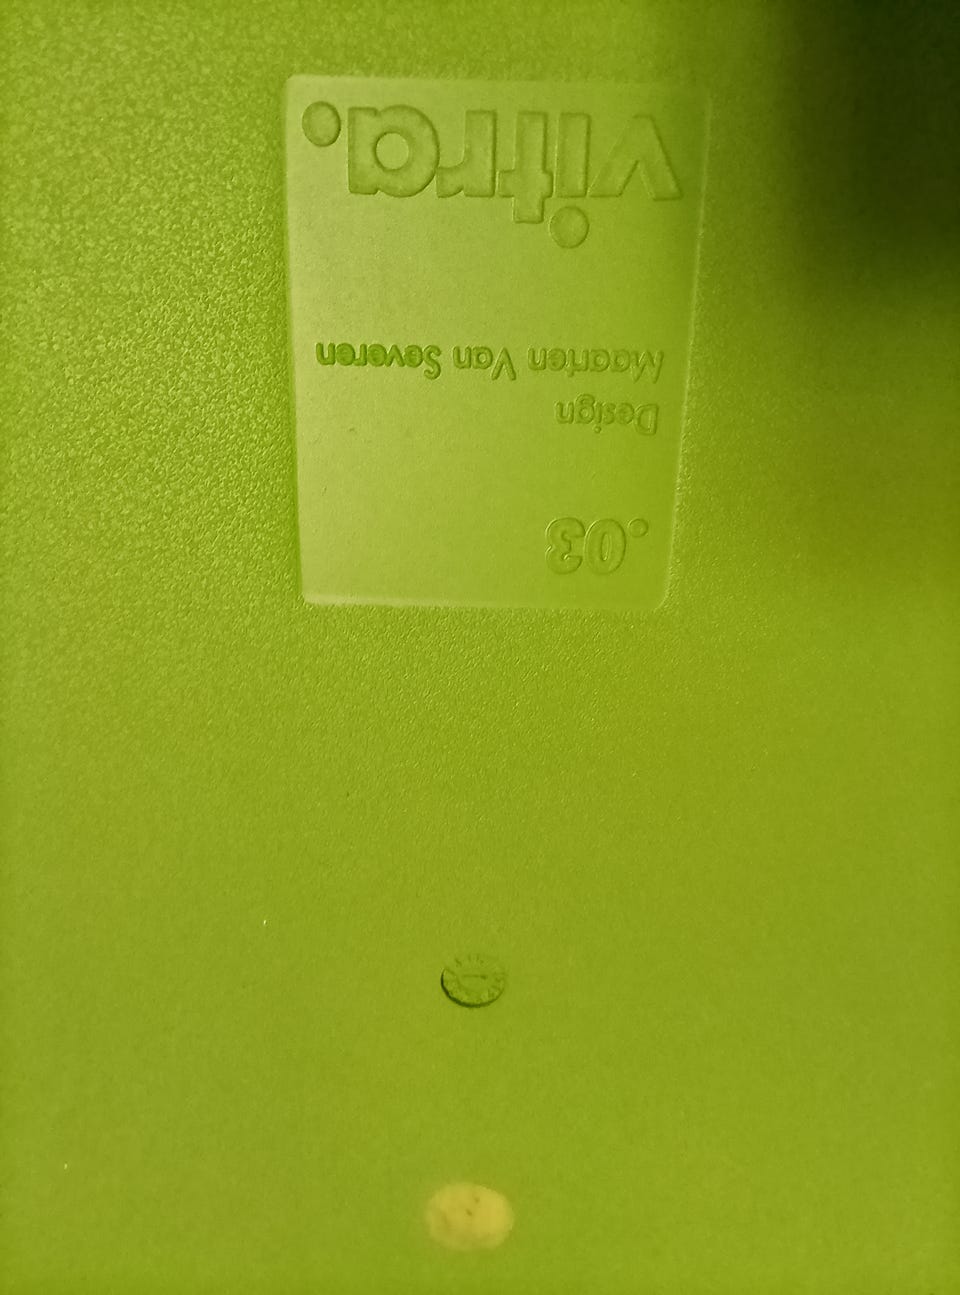 .03
Design
Maarten Van Severen
vitra.